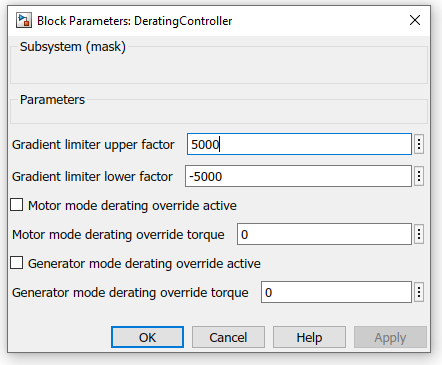 Block Parameters: DeratingController
Subsystem (mask)
Parameters
Gradient limiter upper factor 5000
Gradient limiter lower factor -5000
Motor mode derating override active
Motor mode derating override torque 0
Generator mode derating override active
Generator mode derating override torque 0
OK Cancel Help Apply